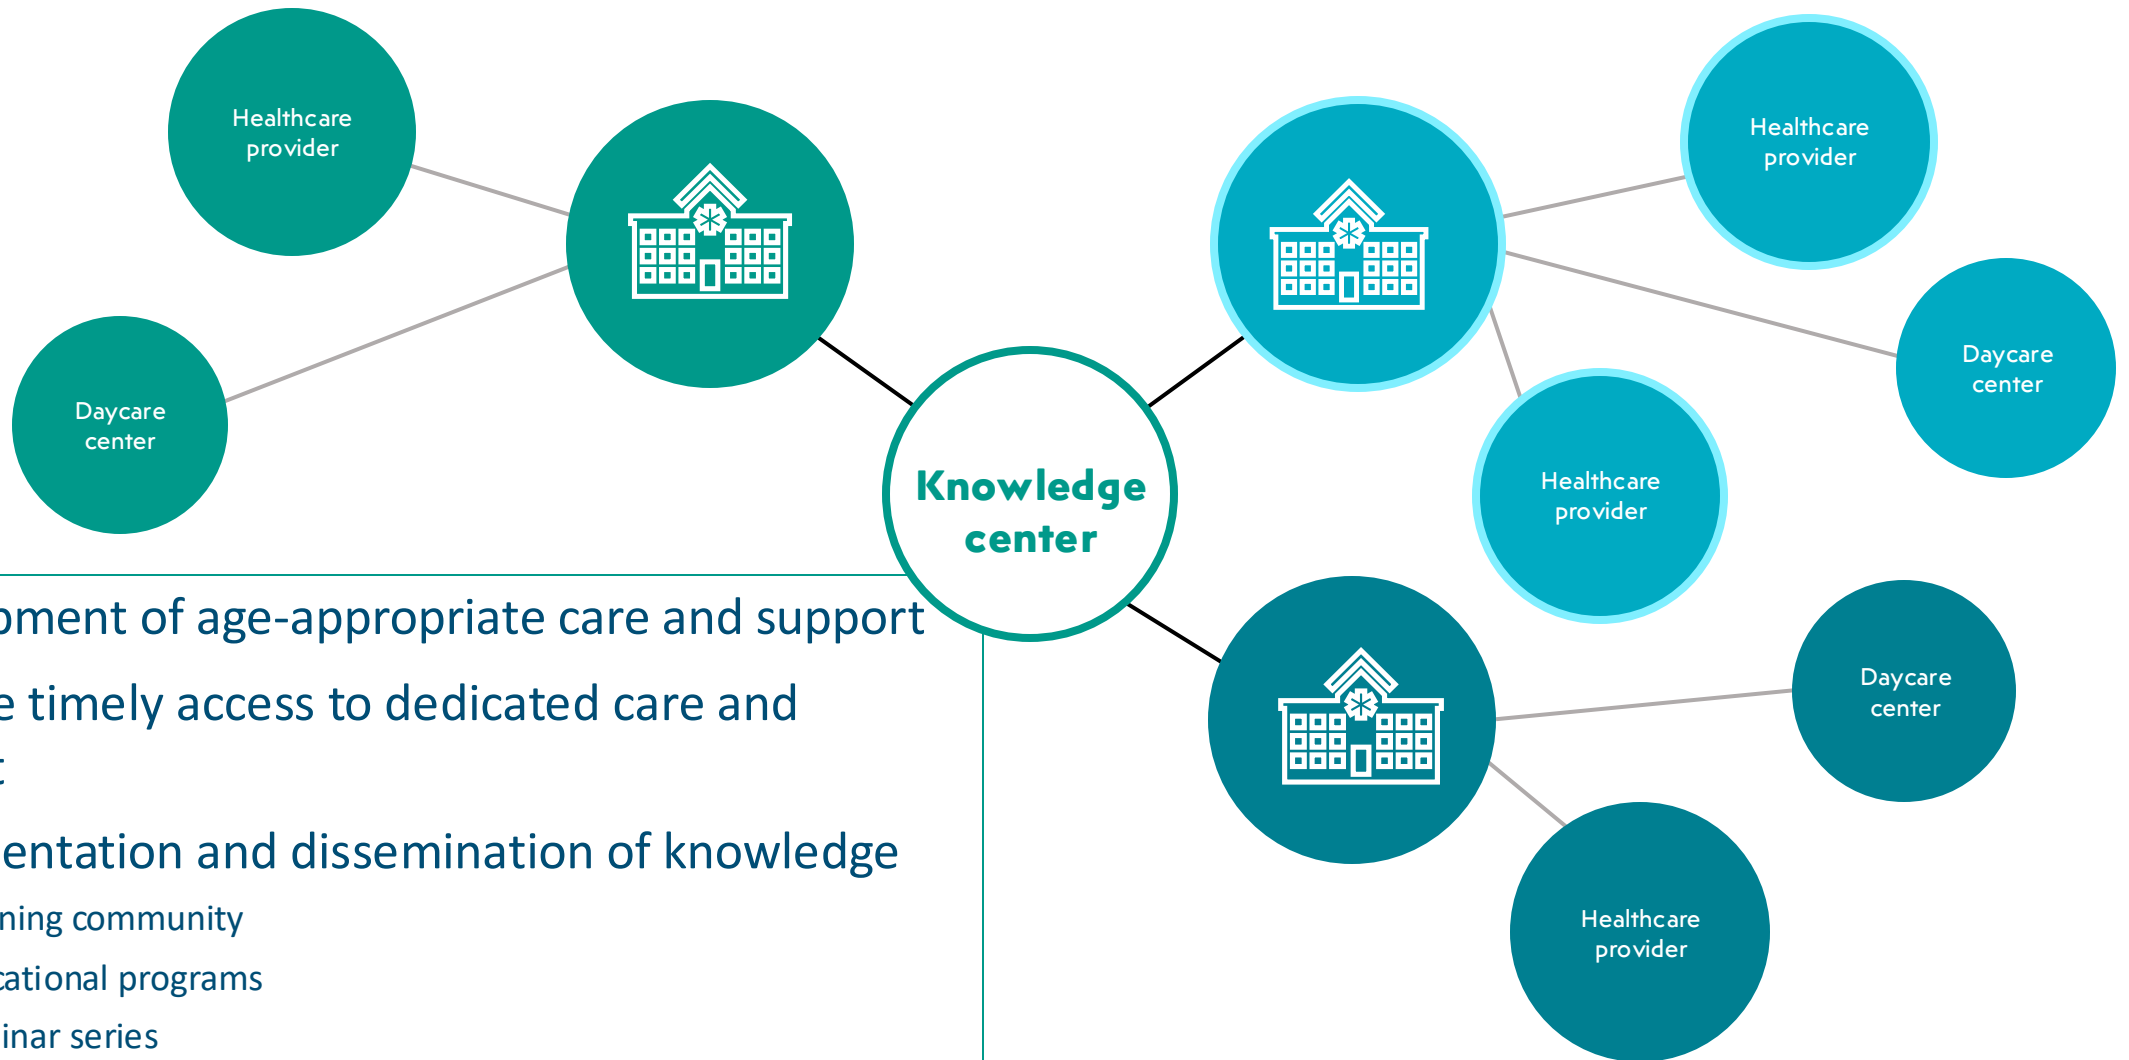 Healthcare
provider
Healthcare
provider
Daycare
center
Daycare
center
Knowledge
center
Healthcare
provider
pment of age-appropriate care and support
e timely access to dedicated care and
t
entation and dissemination of knowledge
ning community
cational programs
inar series
Daycare
center
Healthcare
provider